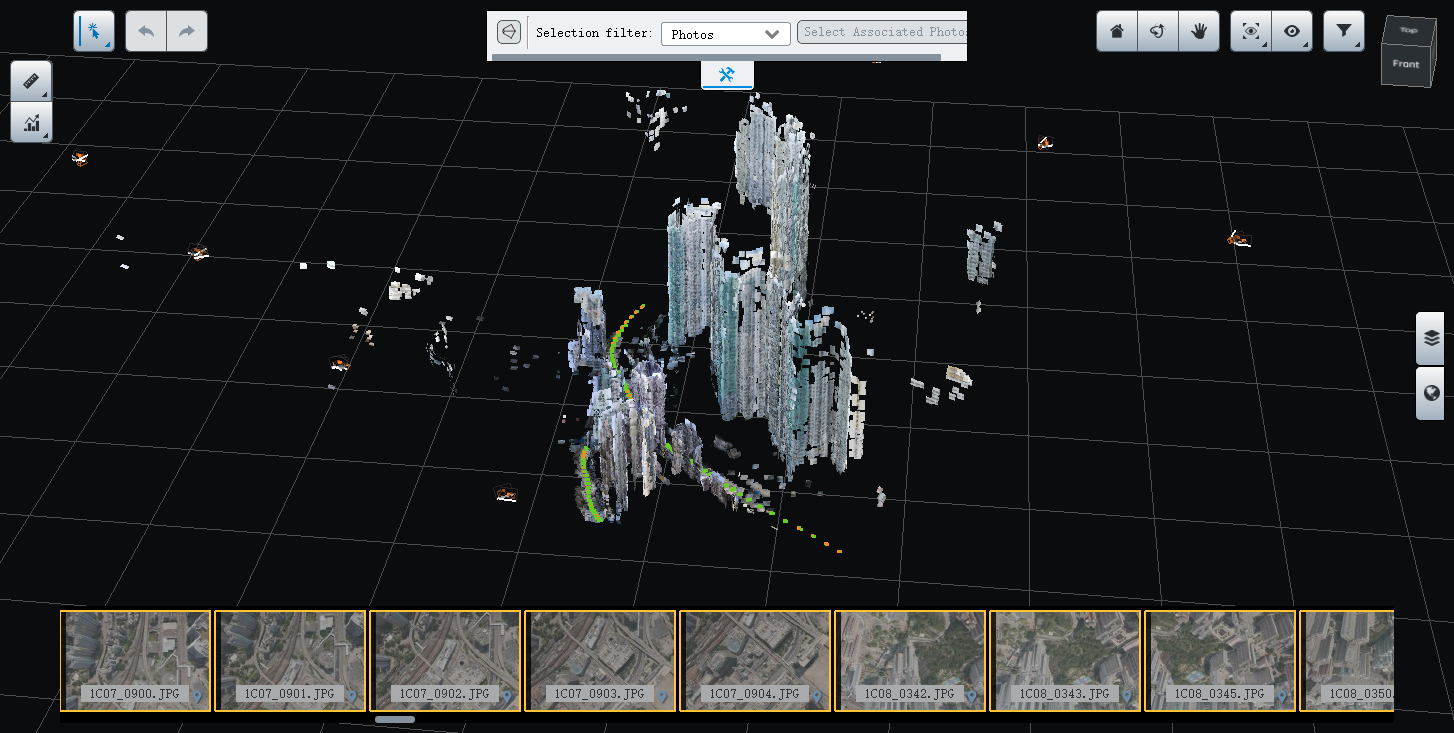 Selection filter:
Photos
Select Associated Photo
Top
Front
1C07_0900.JPG
1C07_0901.JPG
1C07_0902.JPG
1C07_0903.JPG
1C07_0904.JPG
1C08_0342.JPG
1C08_0343.JPG
1C08_0345.JPG
1C08_0350.